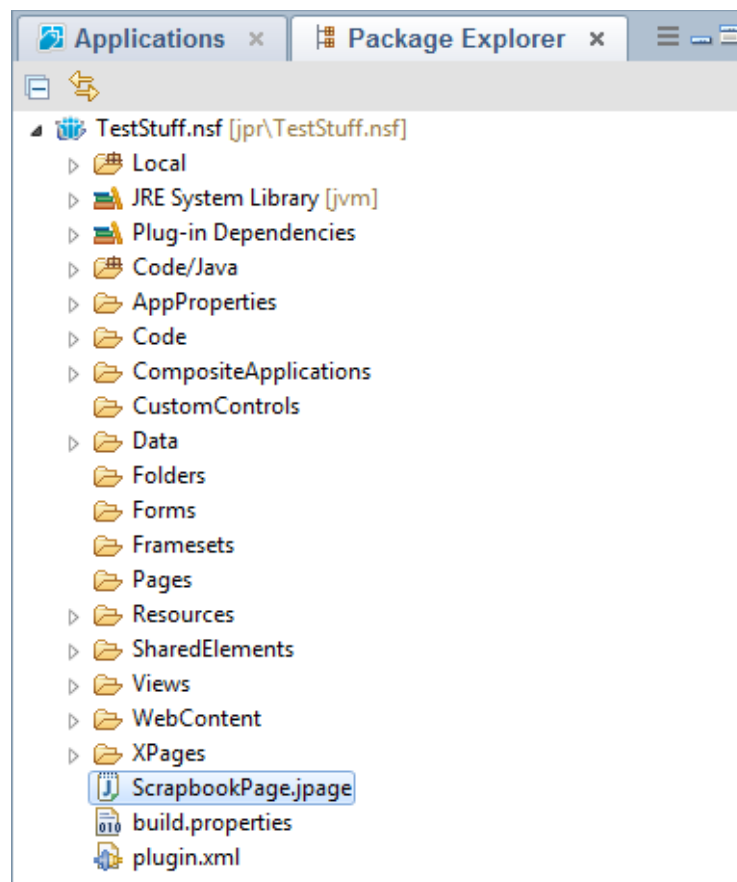 Applications Package Explorer
TestStuff.nsf [jpr\TestStuff.nsf]
Local
JRE System Library [jvm]
Plug-in Dependencies
Code/Java
AppProperties
Code
CompositeApplications
CustomControls
Data
Folders
Forms
Framesets
Pages
Resources
SharedElements
Views
WebContent
XPages
J ScrapbookPage.jpage
010 build.properties
plugin.xml